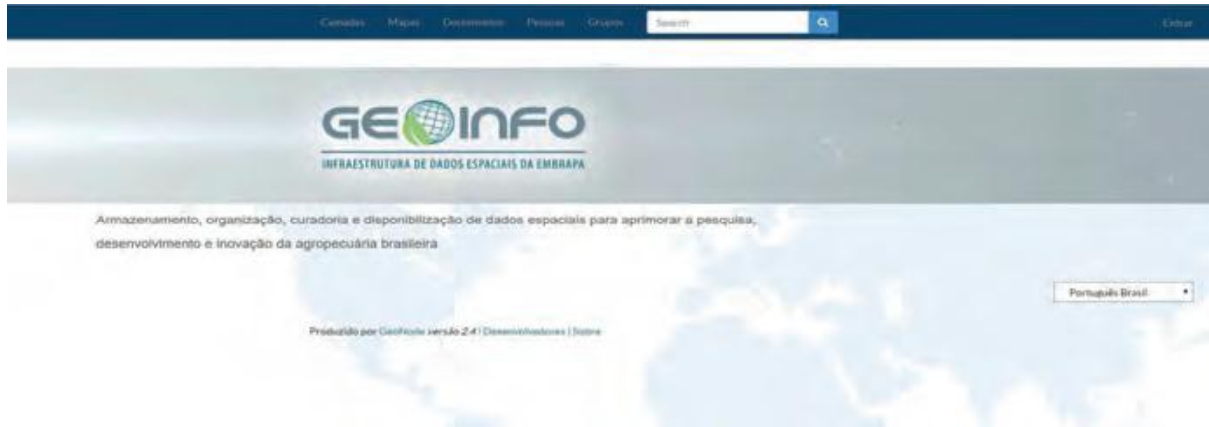 Camadas Mapas Documentos Pessoas Grupos Search Entrar
GEOINFO
INFRAESTRUTURA DE DADOS ESPACIAIS DA EMBRAPA
Armazenamento, organização, curadoria e disponibilização de dados espaciais para aprimorar a pesquisa,
desenvolvimento e inovação da agropecuária brasileira
Português Brasil
Produzido por GeoNode versão 2.4 | Desenvolvedores | Sobre